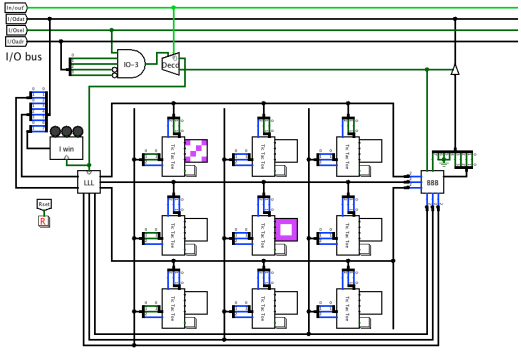 In/out'
I/Odat
I/Osel
I/Oadr
I/O bus
IO-3
Deco
I win
LLL
BBB
Rset
R
Tic Tac Toe
Tic Tac Toe
Tic Tac Toe
Tic Tac Toe
Tic Tac Toe
Tic Tac Toe
Tic Tac Toe
Tic Tac Toe
Tic Tac Toe